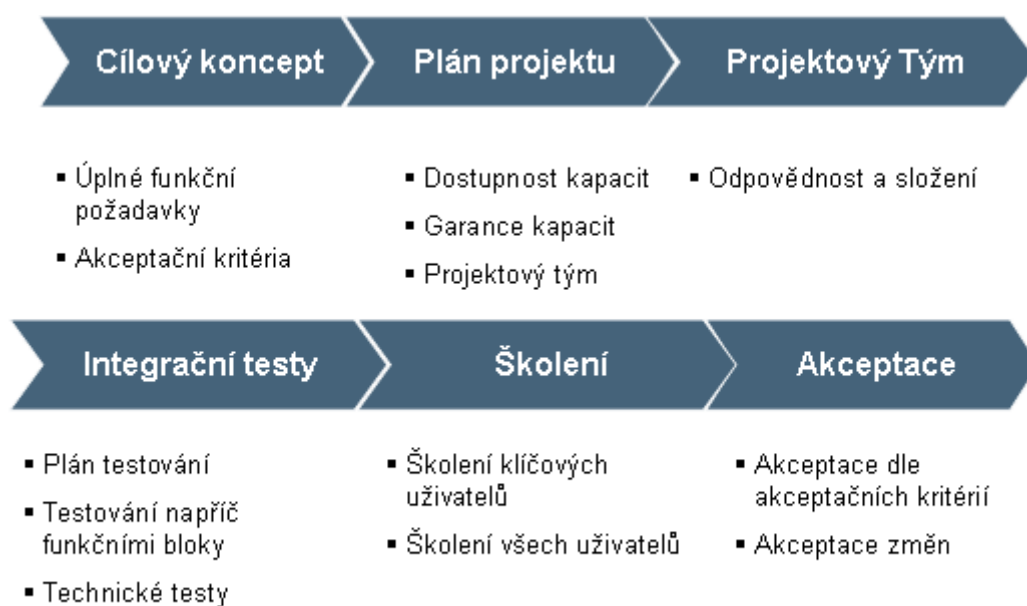 Cílový koncept
Plán projektu
Projektový Tým
▪ Úplné funkční
požadavky
▪ Akceptační kritéria
▪ Dostupnost kapacit
▪ Garance kapacit
▪ Projektový tým
▪ Odpovědnost a složení
Integrační testy
Školení
Akceptace
▪ Plán testování
▪ Testování napříč
funkčními bloky
▪ Technické testy
▪ Školení klíčových
uživatelů
▪ Školení všech uživatelů
▪ Akceptace dle
akceptačních kritérií
▪ Akceptace změn